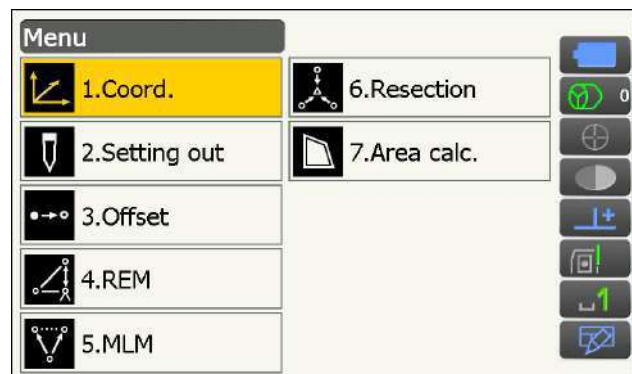 Menu
1.Coord.
2.Setting out
3.Offset
4.REM
5.MLM
6.Resection
7.Area calc.
0
1